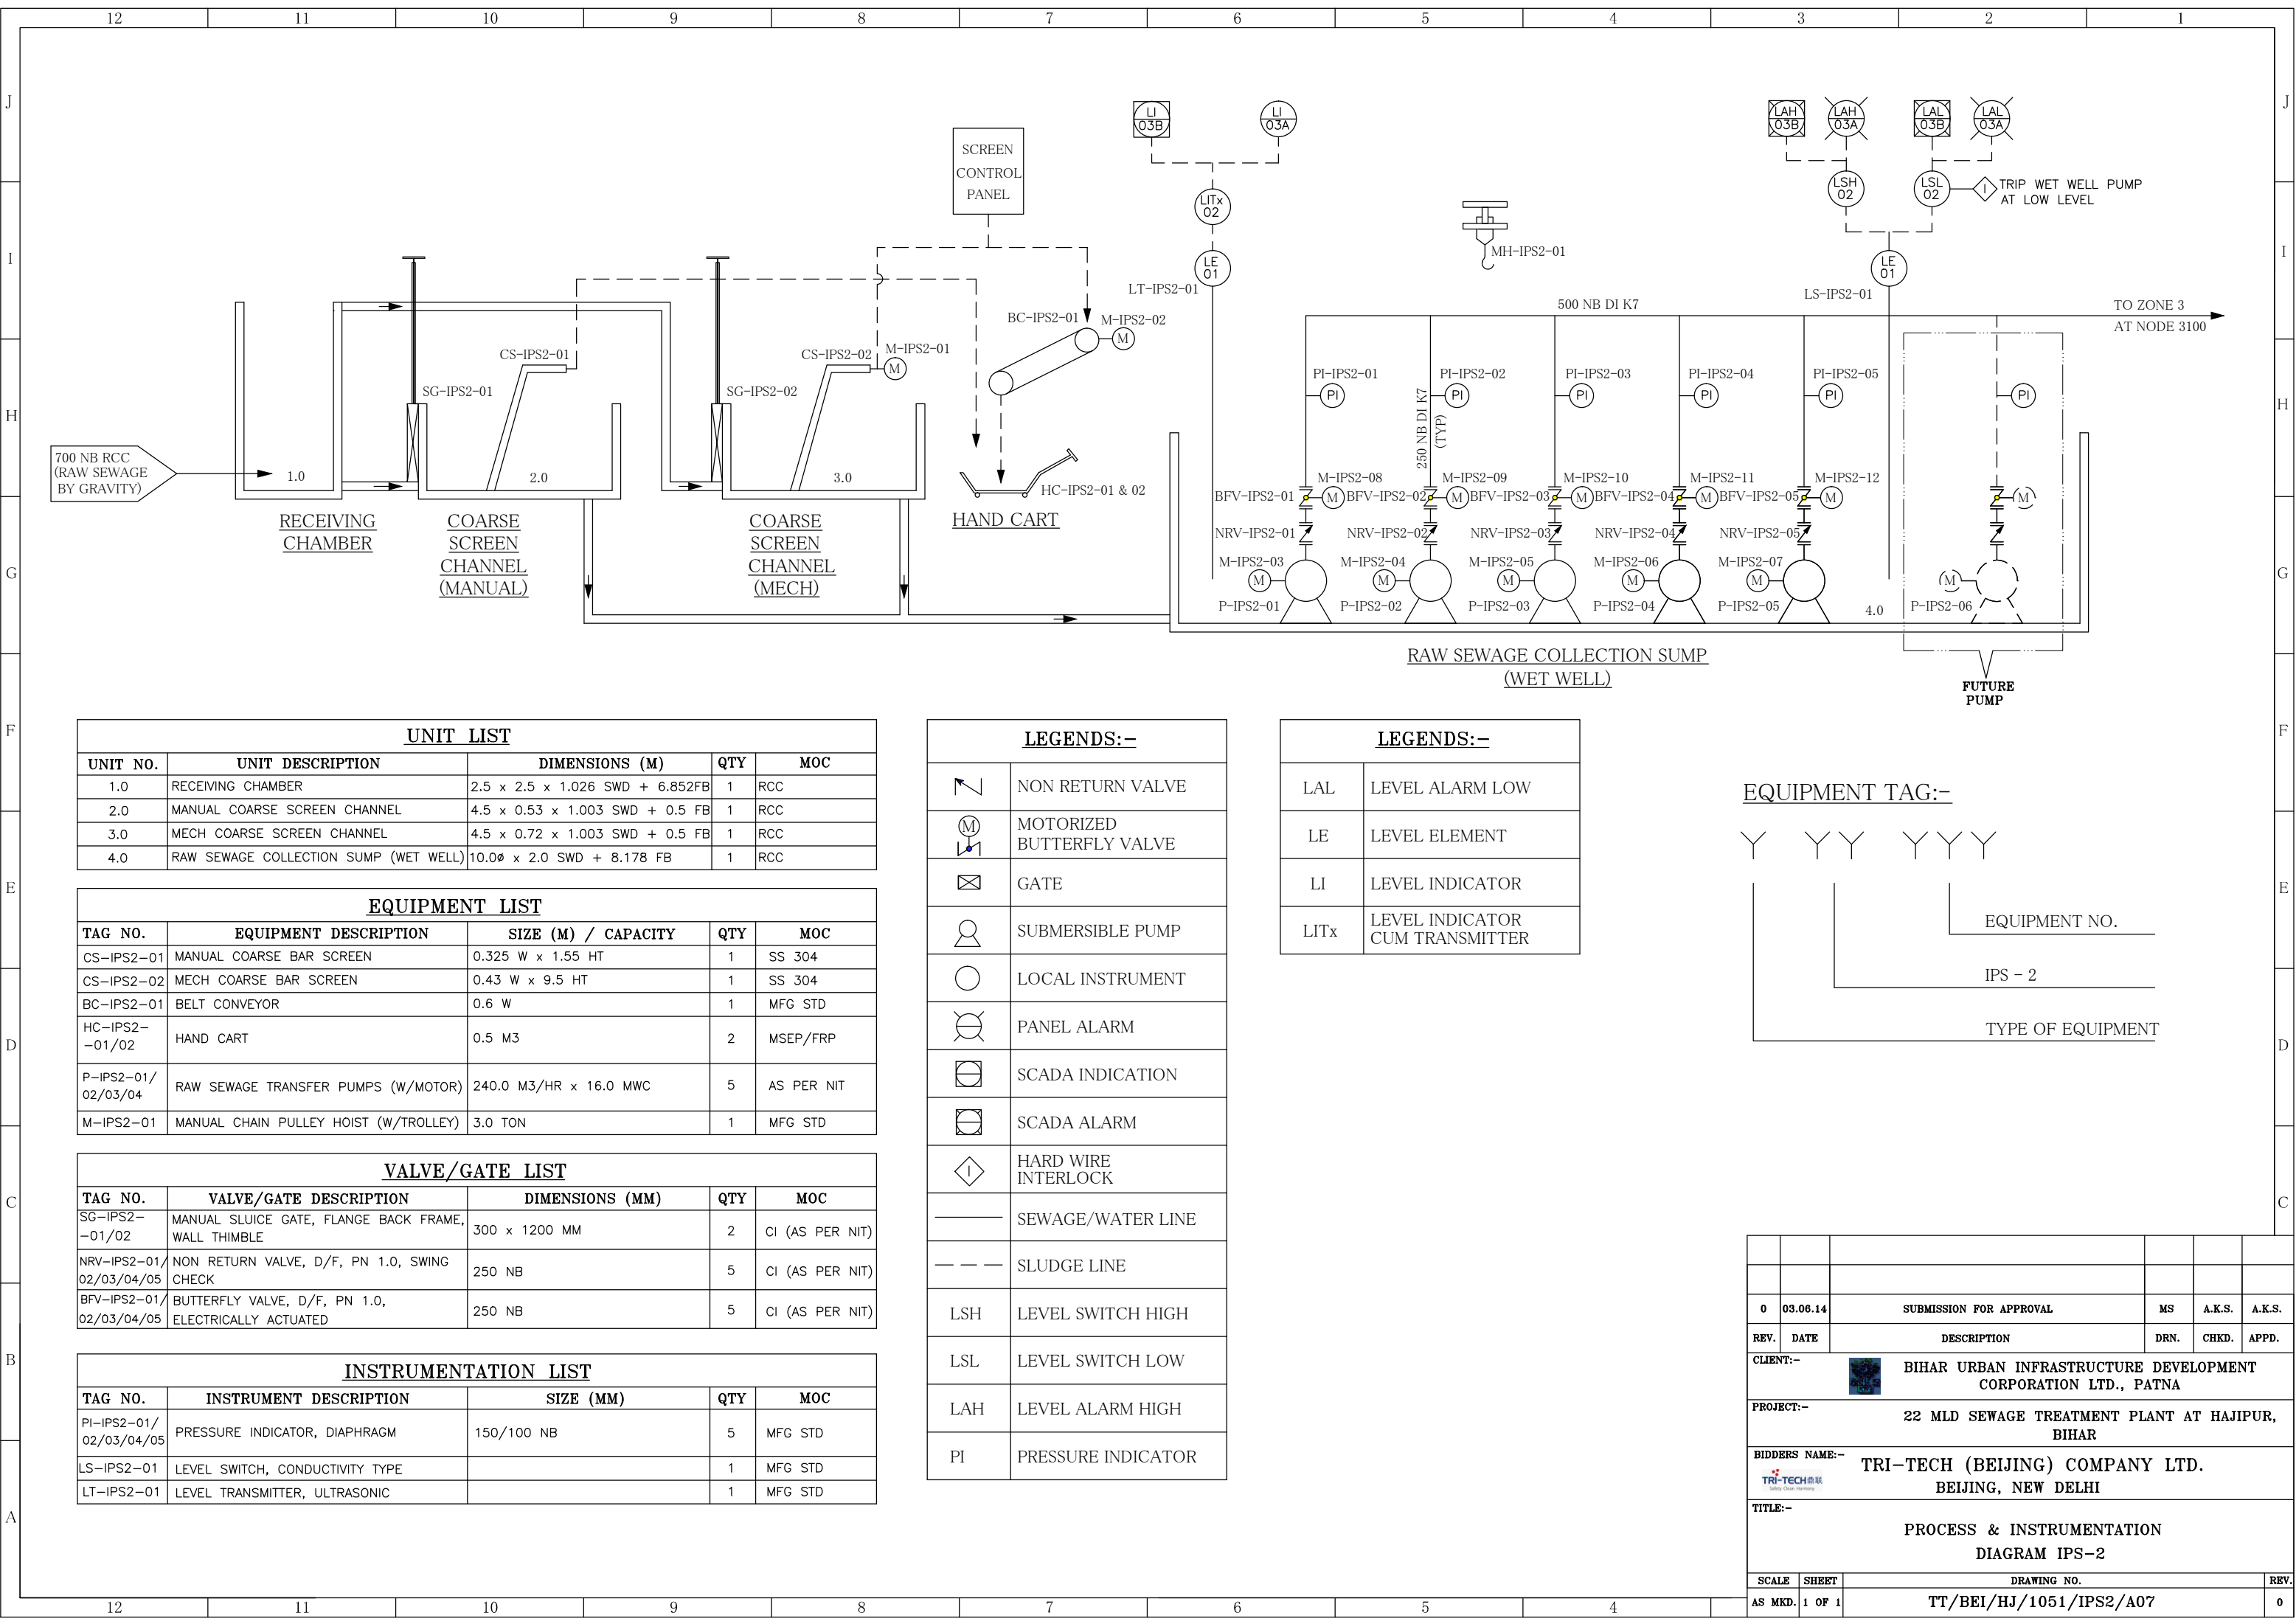 12 11 10 9 8 7 6 5 4 3 2 1
J
I
H
G
F
E
D
C
B
A
J
I
H
G
F
E
D
C
LI
03B
LI
03A
LITx
02
LE
01
LT-IPS2-01
LAH
03B
LAH
03A
LAL
03B
LAL
03A
LSH
02
LSL
02
I
TRIP WET WELL PUMP
AT LOW LEVEL
LE
01
LS-IPS2-01
SCREEN
CONTROL
PANEL
MH-IPS2-01
500 NB DI K7
TO ZONE 3
AT NODE 3100
BC-IPS2-01
M-IPS2-02
M
CS-IPS2-01
CS-IPS2-02
M-IPS2-01
M
SG-IPS2-01
SG-IPS2-02
700 NB RCC
(RAW SEWAGE
BY GRAVITY)
1.0
2.0
3.0
HC-IPS2-01 & 02
RECEIVING
CHAMBER
COARSE
SCREEN
CHANNEL
(MANUAL)
COARSE
SCREEN
CHANNEL
(MECH)
HAND CART
PI-IPS2-01
PI-IPS2-02
PI-IPS2-03
PI-IPS2-04
PI-IPS2-05
PI PI PI PI PI PI
250 NB DI K7
(TYP)
M-IPS2-08
M-IPS2-09
M-IPS2-10
M-IPS2-11
M-IPS2-12
BFV-IPS2-01 M BFV-IPS2-02 M BFV-IPS2-03 M BFV-IPS2-04 M BFV-IPS2-05 M M
NRV-IPS2-01 NRV-IPS2-02 NRV-IPS2-03 NRV-IPS2-04 NRV-IPS2-05
M-IPS2-03 M-IPS2-04 M-IPS2-05 M-IPS2-06 M-IPS2-07
M M M M M M
P-IPS2-01 P-IPS2-02 P-IPS2-03 P-IPS2-04 P-IPS2-05 4.0 P-IPS2-06
RAW SEWAGE COLLECTION SUMP
(WET WELL)
FUTURE
PUMP
UNIT LIST
UNIT NO. UNIT DESCRIPTION DIMENSIONS (M) QTY MOC
1.0 RECEIVING CHAMBER 2.5 x 2.5 x 1.026 SWD + 6.852FB 1 RCC
2.0 MANUAL COARSE SCREEN CHANNEL 4.5 x 0.53 x 1.003 SWD + 0.5 FB 1 RCC
3.0 MECH COARSE SCREEN CHANNEL 4.5 x 0.72 x 1.003 SWD + 0.5 FB 1 RCC
4.0 RAW SEWAGE COLLECTION SUMP (WET WELL) 10.0ø x 2.0 SWD + 8.178 FB 1 RCC
EQUIPMENT LIST
TAG NO. EQUIPMENT DESCRIPTION SIZE (M) / CAPACITY QTY MOC
CS-IPS2-01 MANUAL COARSE BAR SCREEN 0.325 W x 1.55 HT 1 SS 304
CS-IPS2-02 MECH COARSE BAR SCREEN 0.43 W x 9.5 HT 1 SS 304
BC-IPS2-01 BELT CONVEYOR 0.6 W 1 MFG STD
HC-IPS2-
-01/02 HAND CART 0.5 M3 2 MSEP/FRP
P-IPS2-01/
02/03/04 RAW SEWAGE TRANSFER PUMPS (W/MOTOR) 240.0 M3/HR x 16.0 MWC 5 AS PER NIT
M-IPS2-01 MANUAL CHAIN PULLEY HOIST (W/TROLLEY) 3.0 TON 1 MFG STD
VALVE/GATE LIST
TAG NO. VALVE/GATE DESCRIPTION DIMENSIONS (MM) QTY MOC
SG-IPS2-
-01/02 MANUAL SLUICE GATE, FLANGE BACK FRAME,
WALL THIMBLE 300 x 1200 MM 2 CI (AS PER NIT)
NRV-IPS2-01/
02/03/04/05 NON RETURN VALVE, D/F, PN 1.0, SWING
CHECK 250 NB 5 CI (AS PER NIT)
BFV-IPS2-01/
02/03/04/05 BUTTERFLY VALVE, D/F, PN 1.0,
ELECTRICALLY ACTUATED 250 NB 5 CI (AS PER NIT)
INSTRUMENTATION LIST
TAG NO. INSTRUMENT DESCRIPTION SIZE (MM) QTY MOC
PI-IPS2-01/
02/03/04/05 PRESSURE INDICATOR, DIAPHRAGM 150/100 NB 5 MFG STD
LS-IPS2-01 LEVEL SWITCH, CONDUCTIVITY TYPE 1 MFG STD
LT-IPS2-01 LEVEL TRANSMITTER, ULTRASONIC 1 MFG STD
LEGENDS:-
NON RETURN VALVE
M
MOTORIZED
BUTTERFLY VALVE
GATE
SUBMERSIBLE PUMP
LOCAL INSTRUMENT
PANEL ALARM
SCADA INDICATION
SCADA ALARM
I
HARD WIRE
INTERLOCK
SEWAGE/WATER LINE
SLUDGE LINE
LSH LEVEL SWITCH HIGH
LSL LEVEL SWITCH LOW
LAH LEVEL ALARM HIGH
PI PRESSURE INDICATOR
LEGENDS:-
LAL LEVEL ALARM LOW
LE LEVEL ELEMENT
LI LEVEL INDICATOR
LITx LEVEL INDICATOR
CUM TRANSMITTER
EQUIPMENT TAG:-
EQUIPMENT NO.
IPS - 2
TYPE OF EQUIPMENT
0 03.06.14 SUBMISSION FOR APPROVAL MS A.K.S. A.K.S.
REV. DATE DESCRIPTION DRN. CHKD. APPD.
CLIENT:-
BIHAR URBAN INFRASTRUCTURE DEVELOPMENT
CORPORATION LTD., PATNA
PROJECT:-
22 MLD SEWAGE TREATMENT PLANT AT HAJIPUR,
BIHAR
BIDDERS NAME:-
TRI-TECH鼎联
Safety Clean Harmony
TRI-TECH (BEIJING) COMPANY LTD.
BEIJING, NEW DELHI
TITLE:-
PROCESS & INSTRUMENTATION
DIAGRAM IPS-2
SCALE SHEET DRAWING NO. REV.
AS MKD. 1 OF 1 TT/BEI/HJ/1051/IPS2/A07 0
12 11 10 9 8 7 6 5 4